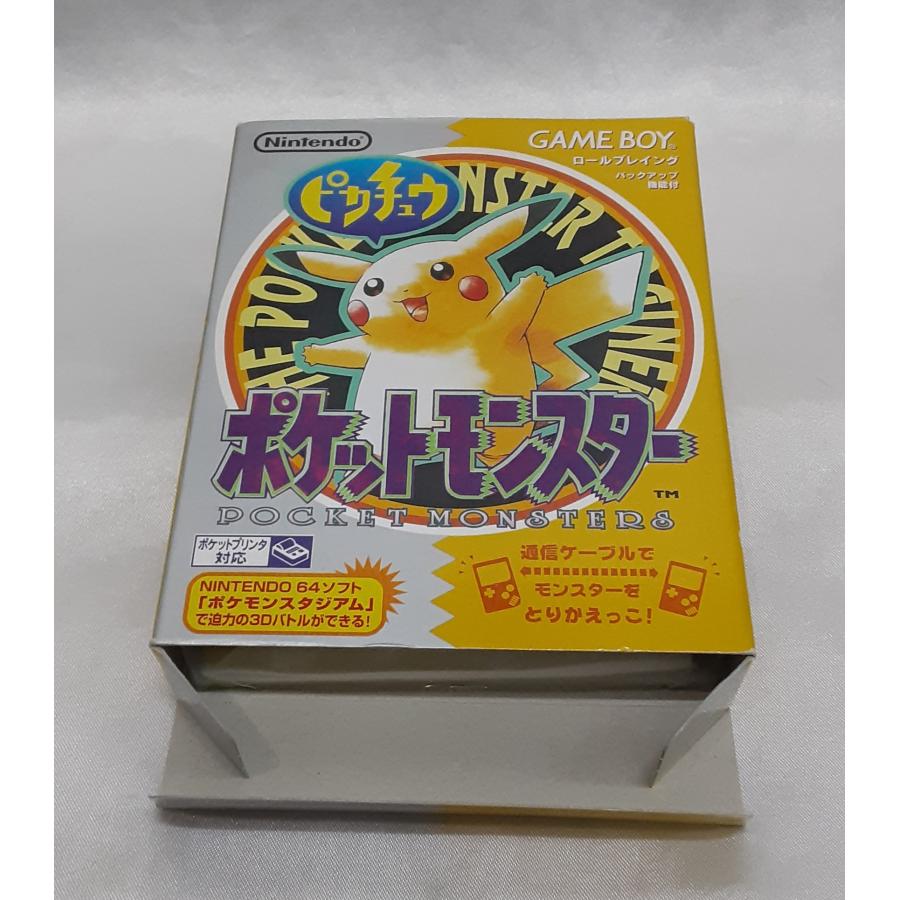 Nintendo
GAME BOY®
ロールプレイング
バックアップ
機能付
ピカチュウ
THE POCKET MONSTER TRAINER
ポケットモンスター
TM
POCKET MONSTERS
ポケットプリンタ
対応
通信ケーブルで
モンスターを
とりかえっこ!
NINTENDO 64ソフト
「ポケモンスタジアム」
で迫力の3Dバトルができる!